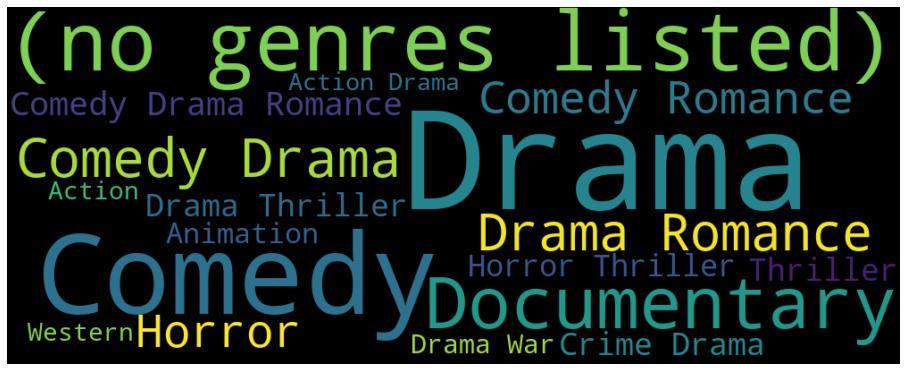 (no genres listed)
Action Drama
Comedy Drama Romance
Comedy Romance
Drama
Comedy Drama
Action
Drama Thriller
Animation
Drama Romance
Comedy
Horror Thriller
Thriller
Documentary
Western
Horror
Drama War
Crime Drama